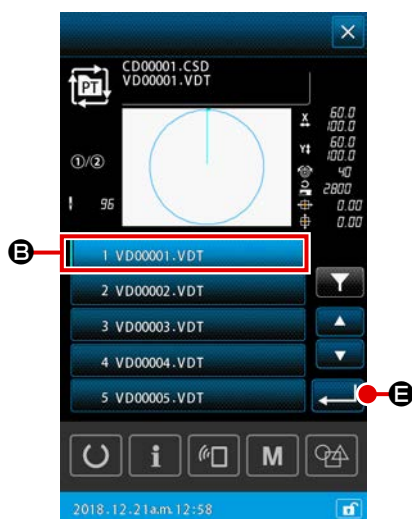 CD00001.CSD
PT VD00001.VDT
X 60.0
100.0
Y 60.0
100.0
①/②
40
2800
96
0.00
0.00
B
1 VD00001.VDT
2 VD00002.VDT
3 VD00003.VDT
4 VD00004.VDT
5 VD00005.VDT
E
i M
2018.12.21a.m.12:58